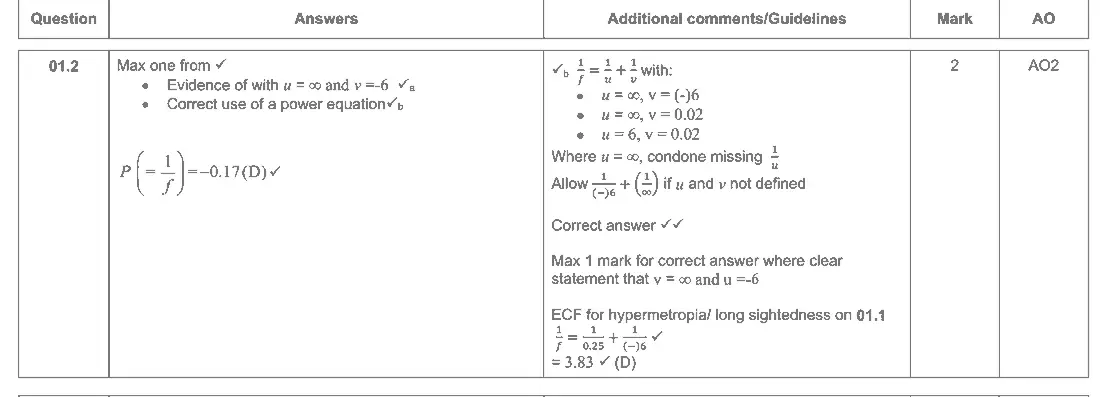 Question Answers Additional comments/Guidelines Mark AO
01.2
Max one from ✓
• Evidence of with u = ∞ and v =-6 ✓a
• Correct use of a power equation✓b
P (= 1/f) =−0.17(D)✓
✓b 1/f = 1/u + 1/v with:
• u = ∞, v = (-)6
• u = ∞, v = 0.02
• u = 6, v = 0.02
Where u = ∞, condone missing 1/u
Allow 1/(−)6 + (1/∞) if u and v not defined
Correct answer ✓✓
Max 1 mark for correct answer where clear
statement that v = ∞ and u =-6
ECF for hypermetropia/ long sightedness on 01.1
1/f = 1/0.25 + 1/(−)6 ✓
= 3.83 ✓ (D)
2
AO2